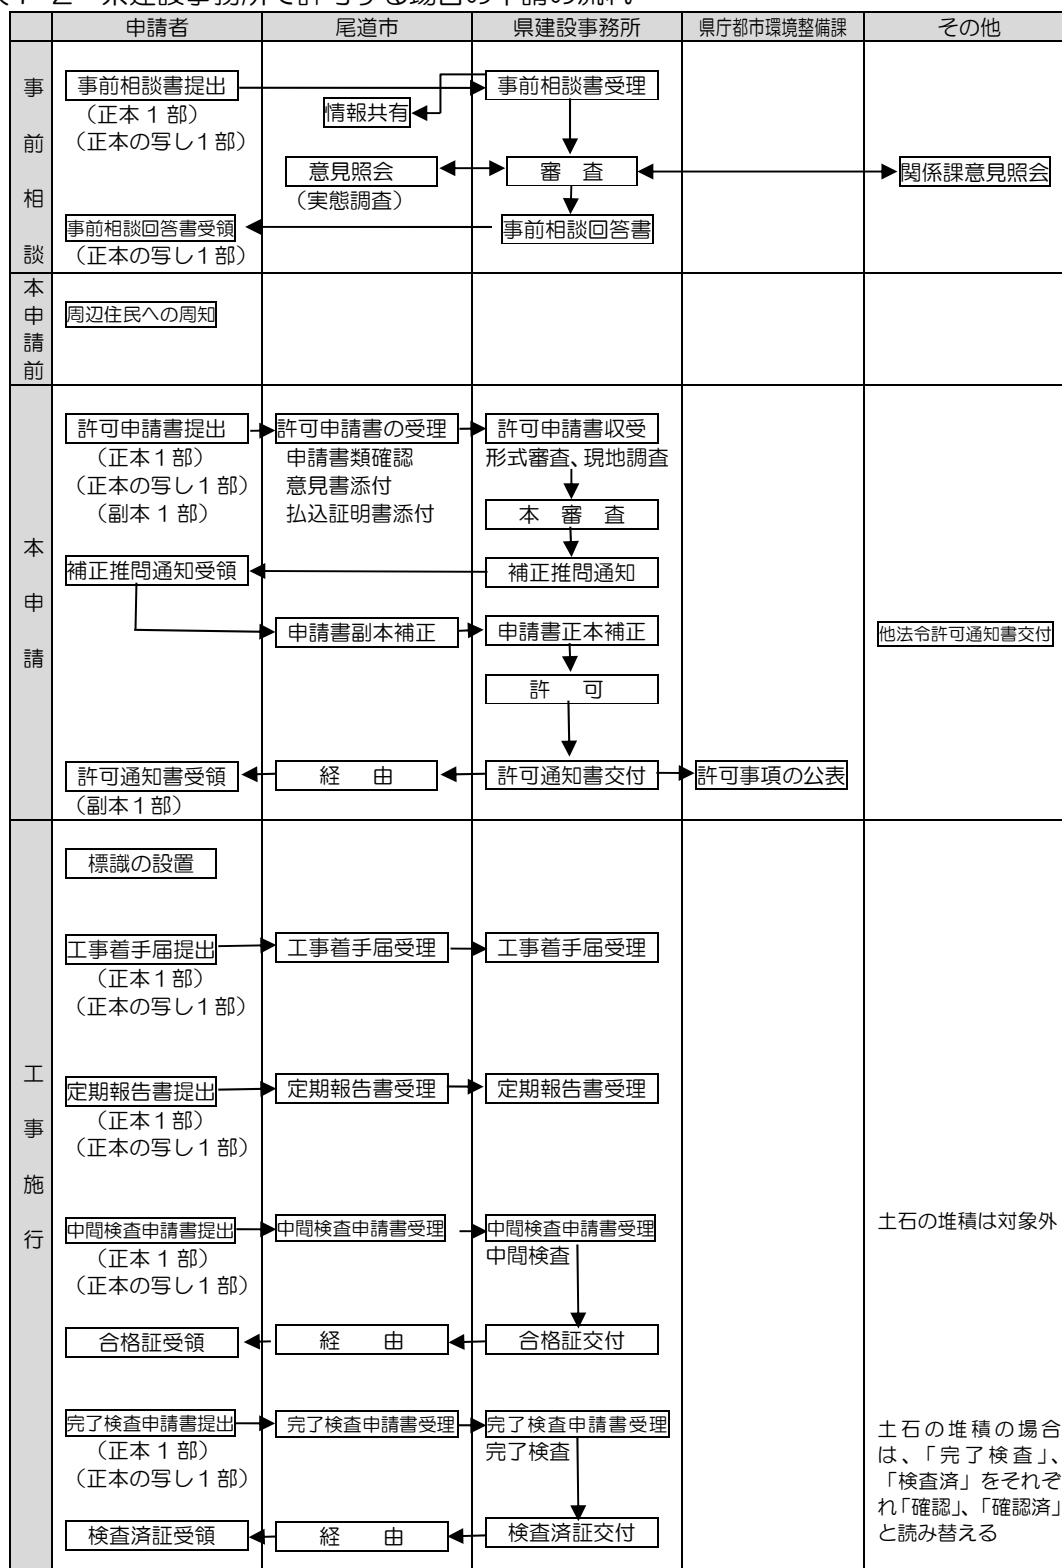 県建設事務所で許可する場合の申請の流れ
申請者 尾道市 県建設事務所 県庁都市環境整備課 その他
事前相談
事前相談書提出 事前相談書受理
(正本1部) 情報共有
(正本の写し1部)
意見照会 審 査 関係課意見照会
(実態調査)
事前相談回答書受領 事前相談回答書
(正本の写し1部)
本申請前
周辺住民への周知
本申請
許可申請書提出 許可申請書の受理 許可申請書収受
(正本1部) 申請書類確認 形式審査、現地調査
(正本の写し1部) 意見書添付
(副本1部) 払込証明書添付 本 審 査
補正推問通知受領 補正推問通知
申請書副本補正 申請書正本補正 他法令許可通知書交付
許 可
許可通知書受領 経 由 許可通知書交付 許可事項の公表
(副本1部)
工事施行
標識の設置
工事着手届提出 工事着手届受理 工事着手届受理
(正本1部)
(正本の写し1部)
定期報告書提出 定期報告書受理 定期報告書受理
(正本1部)
(正本の写し1部)
中間検査申請書提出 中間検査申請書受理 中間検査申請書受理 土石の堆積は対象外
(正本1部) 中間検査
(正本の写し1部)
合格証受領 経 由 合格証交付
完了検査申請書提出 完了検査申請書受理 完了検査申請書受理
(正本1部) 完了検査
(正本の写し1部)
土石の堆積の場合
は、「完了検査」、
「検査済」をそれぞ
れ「確認」、「確認済」
と読み替える
検査済証受領 経 由 検査済証交付